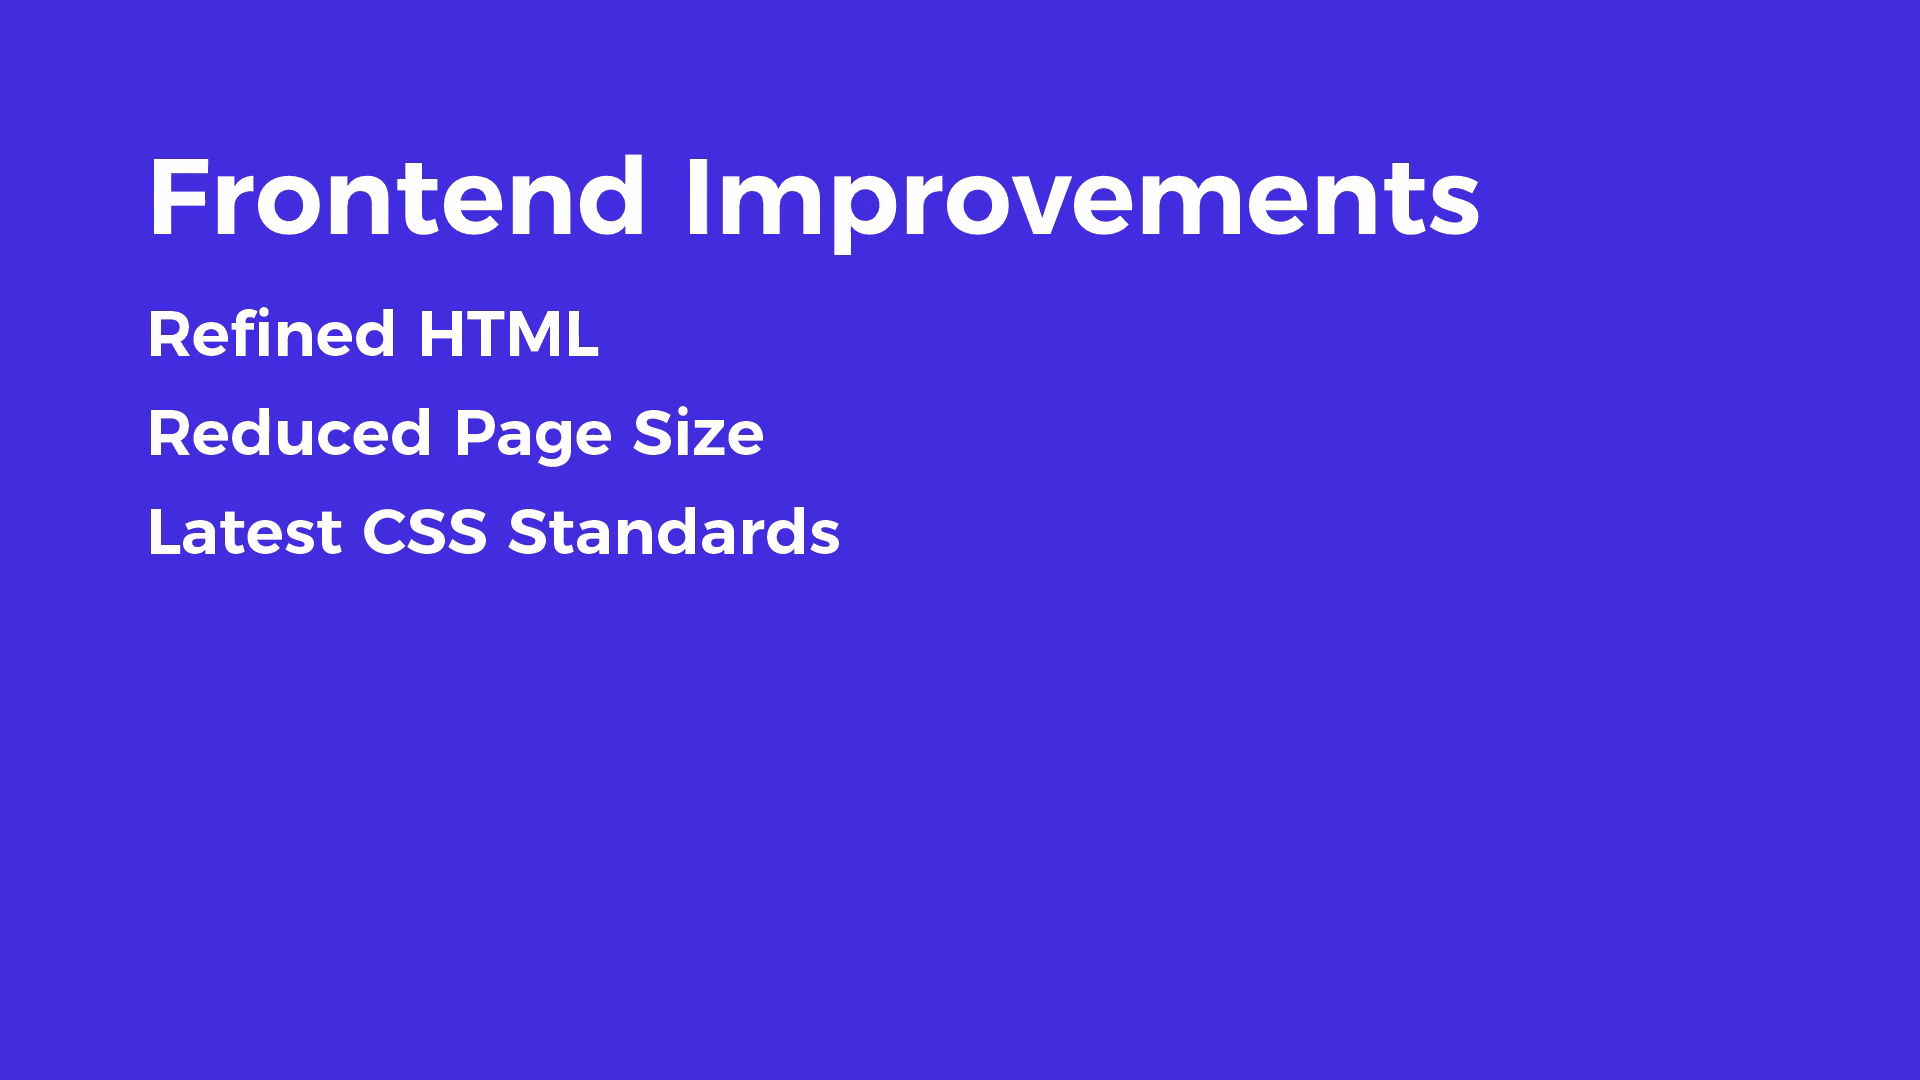 Frontend Improvements
Refined HTML
Reduced Page Size
Latest CSS Standards